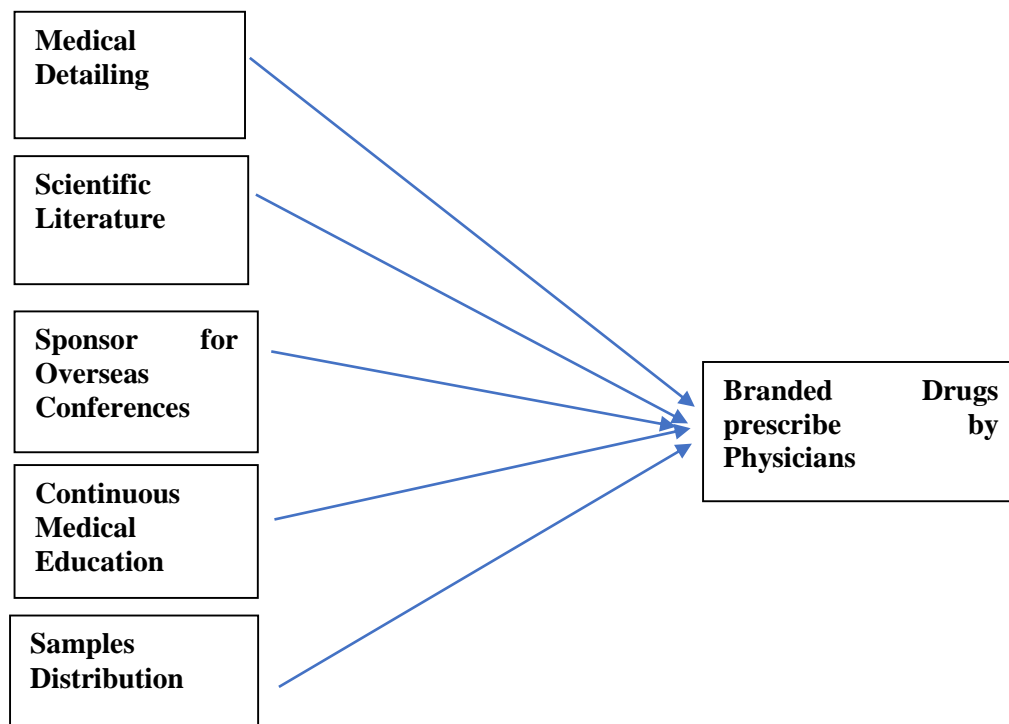 Medical
Detailing
Scientific
Literature
Sponsor for
Overseas
Conferences
Continuous
Medical
Education
Samples
Distribution
Branded Drugs
prescribe by
Physicians